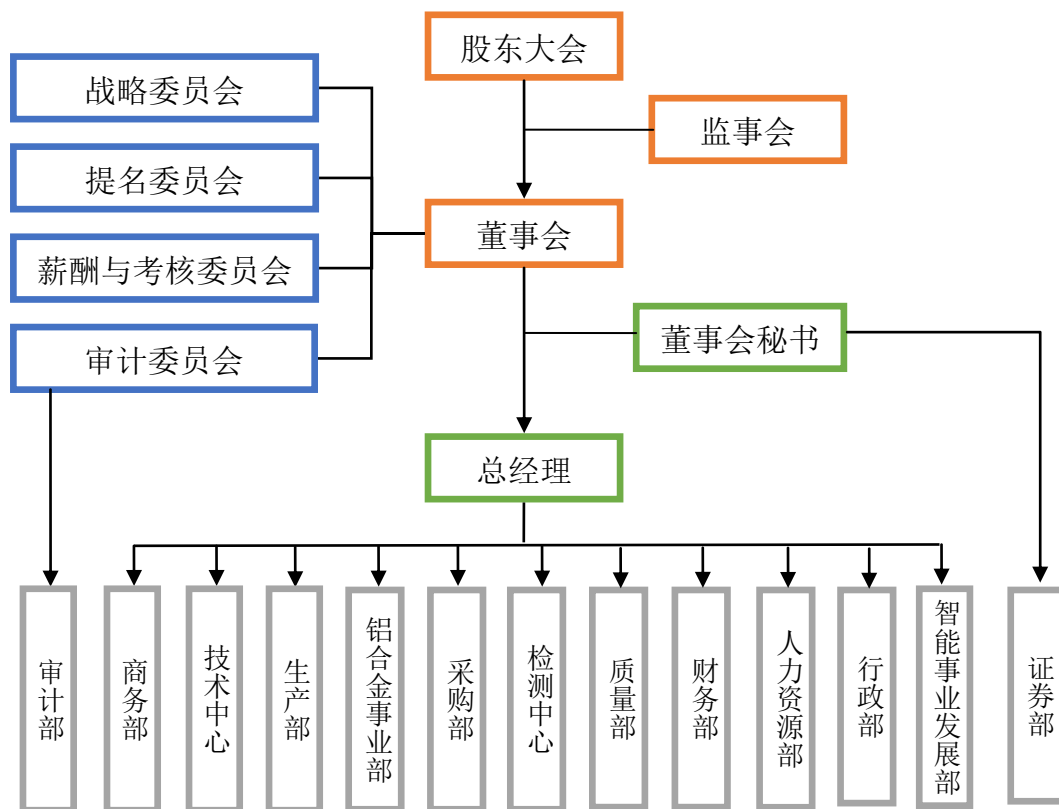 股东大会
战略委员会
监事会
提名委员会
董事会
薪酬与考核委员会
董事会秘书
审计委员会
总经理
审计部
商务部
技术中心
生产部
铝合金事业部
采购部
检测中心
质量部
财务部
人力资源部
行政部
智能事业发展部
证券部